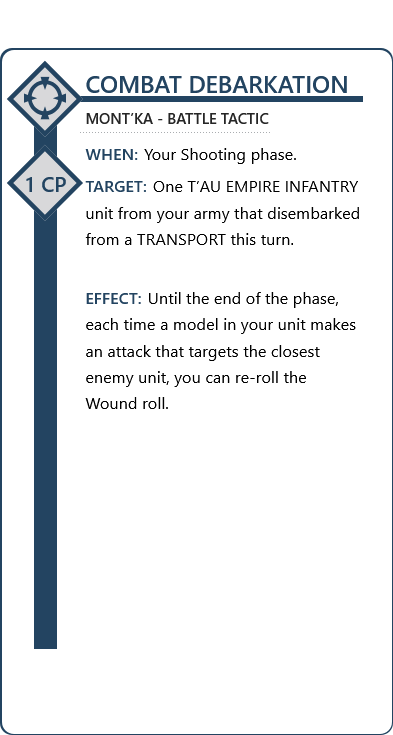 COMBAT DEBARKATION
MONT’KA - BATTLE TACTIC
WHEN: Your Shooting phase.
1 CP
TARGET: One T’AU EMPIRE INFANTRY
unit from your army that disembarked
from a TRANSPORT this turn.
EFFECT: Until the end of the phase,
each time a model in your unit makes
an attack that targets the closest
enemy unit, you can re-roll the
Wound roll.